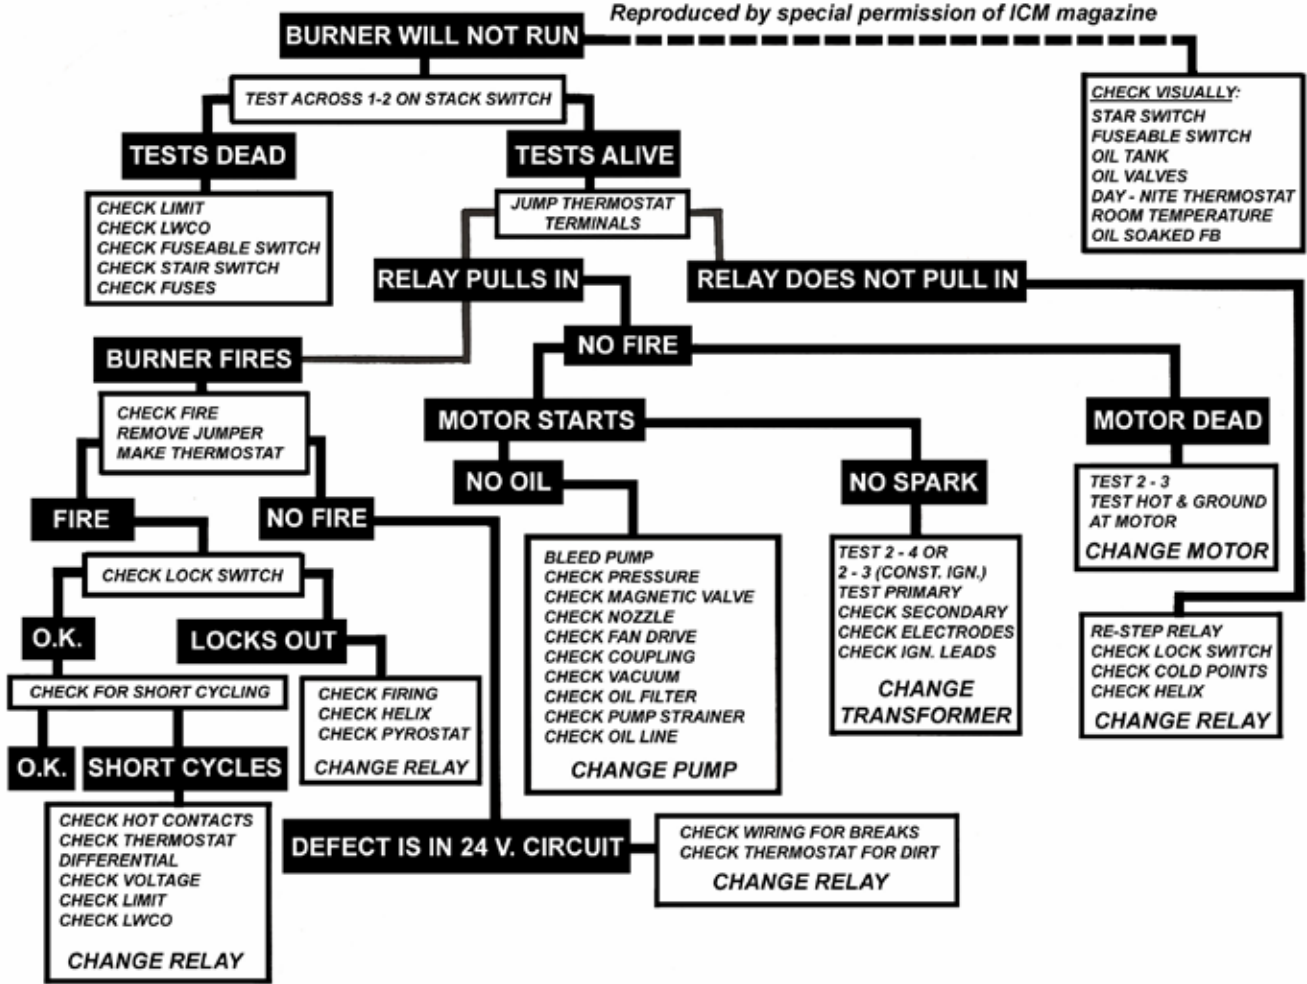 Reproduced by special permission of ICM magazine
BURNER WILL NOT RUN
TEST ACROSS 1-2 ON STACK SWITCH
CHECK VISUALLY:
STAR SWITCH
FUSEABLE SWITCH
OIL TANK
OIL VALVES
DAY - NITE THERMOSTAT
ROOM TEMPERATURE
OIL SOAKED FB
TESTS DEAD
TESTS ALIVE
CHECK LIMIT
CHECK LWCO
CHECK FUSEABLE SWITCH
CHECK STAIR SWITCH
CHECK FUSES
JUMP THERMOSTAT
TERMINALS
RELAY PULLS IN
RELAY DOES NOT PULL IN
BURNER FIRES
NO FIRE
CHECK FIRE
REMOVE JUMPER
MAKE THERMOSTAT
MOTOR STARTS
MOTOR DEAD
NO OIL
NO SPARK
TEST 2 - 3
TEST HOT & GROUND
AT MOTOR
CHANGE MOTOR
FIRE
NO FIRE
CHECK LOCK SWITCH
BLEED PUMP
CHECK PRESSURE
CHECK MAGNETIC VALVE
CHECK NOZZLE
CHECK FAN DRIVE
CHECK COUPLING
CHECK VACUUM
CHECK OIL FILTER
CHECK PUMP STRAINER
CHECK OIL LINE
CHANGE PUMP
TEST 2 - 4 OR
2 - 3 (CONST. IGN.)
TEST PRIMARY
CHECK SECONDARY
CHECK ELECTRODES
CHECK IGN. LEADS
CHANGE
TRANSFORMER
RE-STEP RELAY
CHECK LOCK SWITCH
CHECK COLD POINTS
CHECK HELIX
CHANGE RELAY
O.K.
LOCKS OUT
CHECK FOR SHORT CYCLING
CHECK FIRING
CHECK HELIX
CHECK PYROSTAT
CHANGE RELAY
O.K.
SHORT CYCLES
CHECK HOT CONTACTS
CHECK THERMOSTAT
DIFFERENTIAL
CHECK VOLTAGE
CHECK LIMIT
CHECK LWCO
CHANGE RELAY
DEFECT IS IN 24 V. CIRCUIT
CHECK WIRING FOR BREAKS
CHECK THERMOSTAT FOR DIRT
CHANGE RELAY